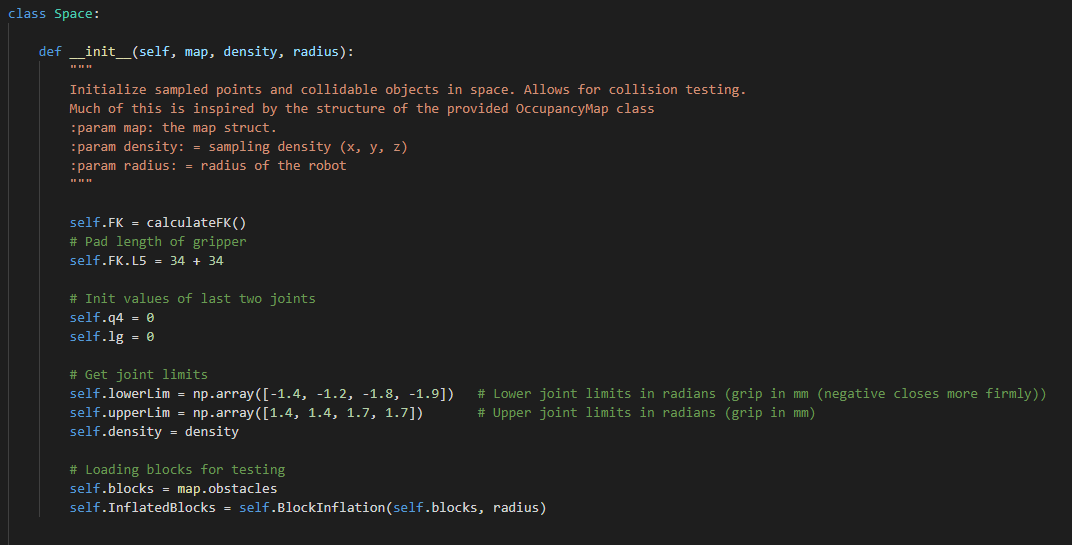 class Space:
def __init__(self, map, density, radius):
"""
Initialize sampled points and collidable objects in space. Allows for collision testing.
Much of this is inspired by the structure of the provided OccupancyMap class
:param map: the map struct.
:param density: = sampling density (x, y, z)
:param radius: = radius of the robot
"""
self.FK = calculateFK()
# Pad length of gripper
self.FK.L5 = 34 + 34
# Init values of last two joints
self.q4 = 0
self.lg = 0
# Get joint limits
self.lowerLim = np.array([-1.4, -1.2, -1.8, -1.9])   # Lower joint limits in radians (grip in mm (negative closes more firmly))
self.upperLim = np.array([1.4, 1.4, 1.7, 1.7])       # Upper joint limits in radians (grip in mm)
self.density = density
# Loading blocks for testing
self.blocks = map.obstacles
self.InflatedBlocks = self.BlockInflation(self.blocks, radius)